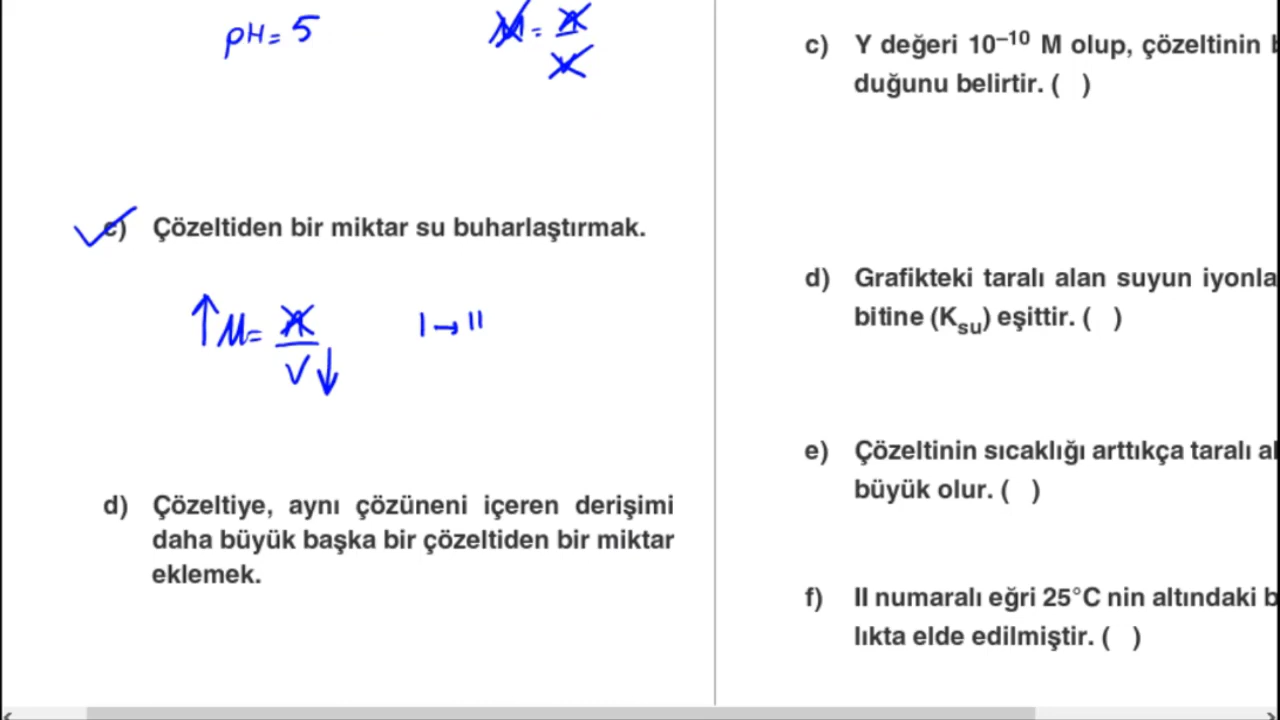 pH = 5
M = n
V
c) Çözeltiden bir miktar su buharlaştırmak.
↑M = n
V↓
I → II
d) Çözeltiye, aynı çözüneni içeren derişimi
daha büyük başka bir çözeltiden bir miktar
eklemek.
c) Y değeri 10⁻¹⁰ M olup, çözeltinin
duğunu belirtir. ( )
d) Grafikteki taralı alan suyun iyonla
bitine (Kₛᵤ) eşittir. ( )
e) Çözeltinin sıcaklığı arttıkça taralı
büyük olur. ( )
f) II numaralı eğri 25°C nin altındaki
lıkta elde edilmiştir. ( )